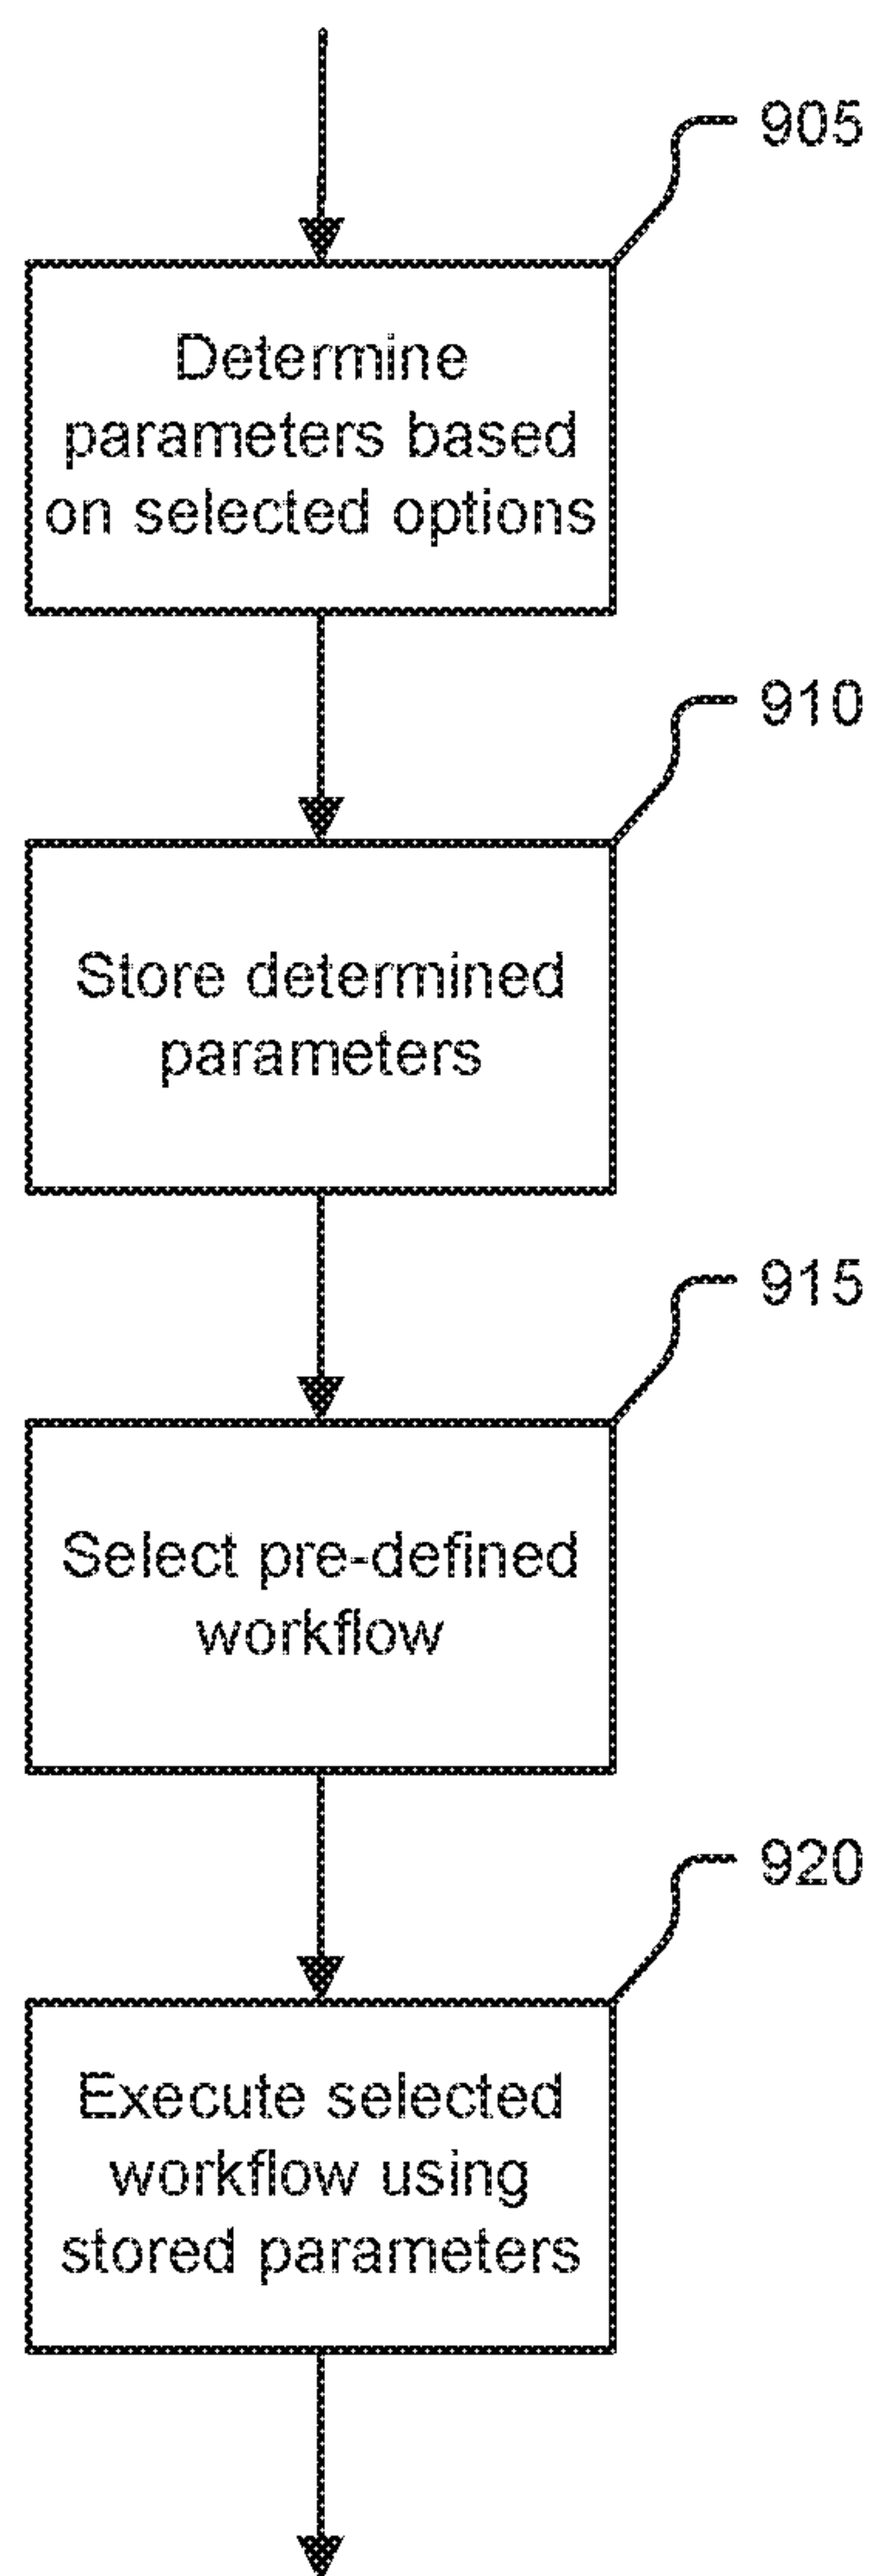 905
Determine
parameters based
on selected options
910
Store determined
parameters
915
Select pre-defined
workflow
920
Execute selected
workflow using
stored parameters